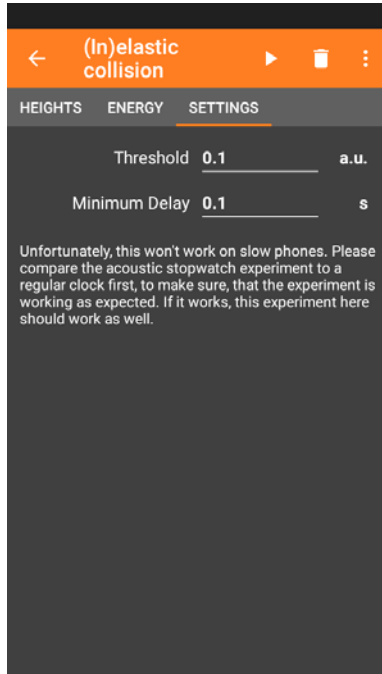 (In)elastic
collision
HEIGHTS ENERGY SETTINGS
Threshold 0.1 a.u.
Minimum Delay 0.1 s
Unfortunately, this won't work on slow phones. Please
compare the acoustic stopwatch experiment to a
regular clock first, to make sure, that the experiment is
working as expected. If it works, this experiment here
should work as well.